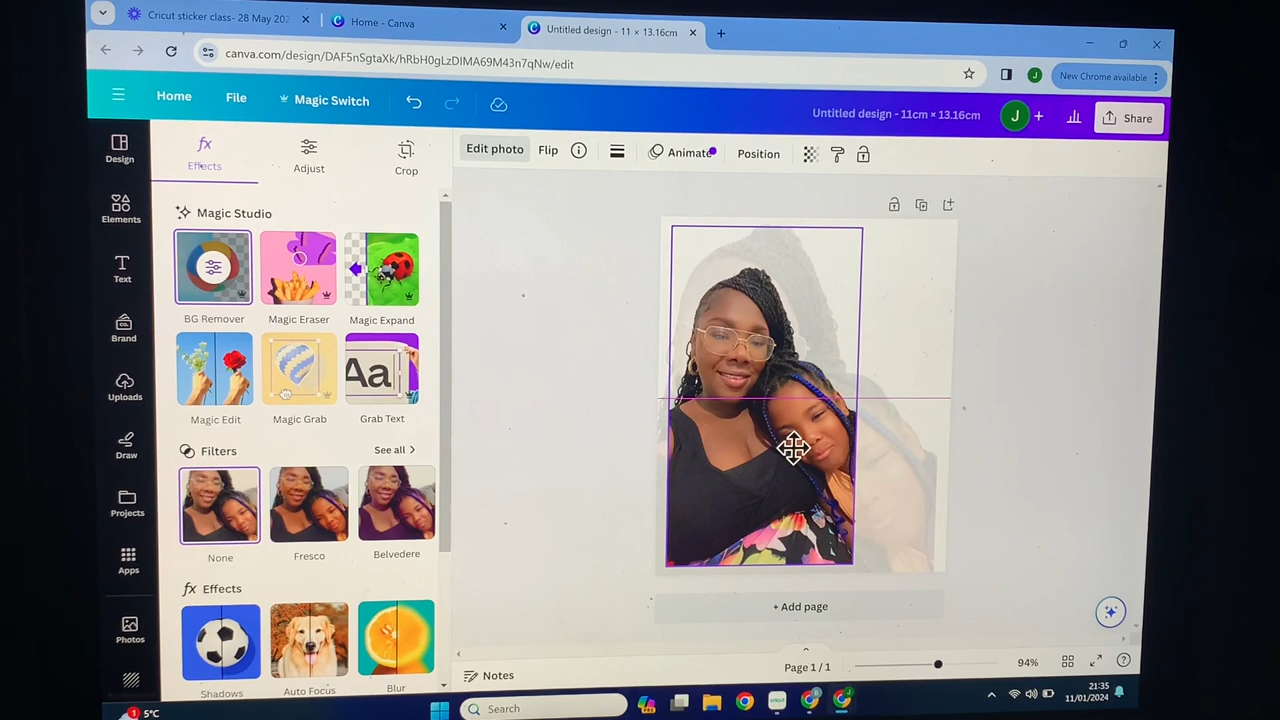 Cricut sticker class- 28 May 202
Home - Canva
Untitled design - 11 × 13.16cm
canva.com/design/DAF5nSgtaXk/hRbH0gLzDIMA69M43n7qNw/edit
J
New Chrome available
Home
File
Magic Switch
Untitled design - 11cm × 13.16cm
J
Share
Design
Elements
Text
Brand
Uploads
Draw
Projects
Apps
Photos
fx
Effects
Adjust
Crop
Edit photo
Flip
Animate
Position
Magic Studio
BG Remover
Magic Eraser
Magic Expand
Aa
Magic Edit
Magic Grab
Grab Text
Filters
See all
None
Fresco
Belvedere
fx Effects
Shadows
Auto Focus
Blur
+ Add page
Notes
Page 1 / 1
94%
1
5°C
Search
cricut
21:35
11/01/2024